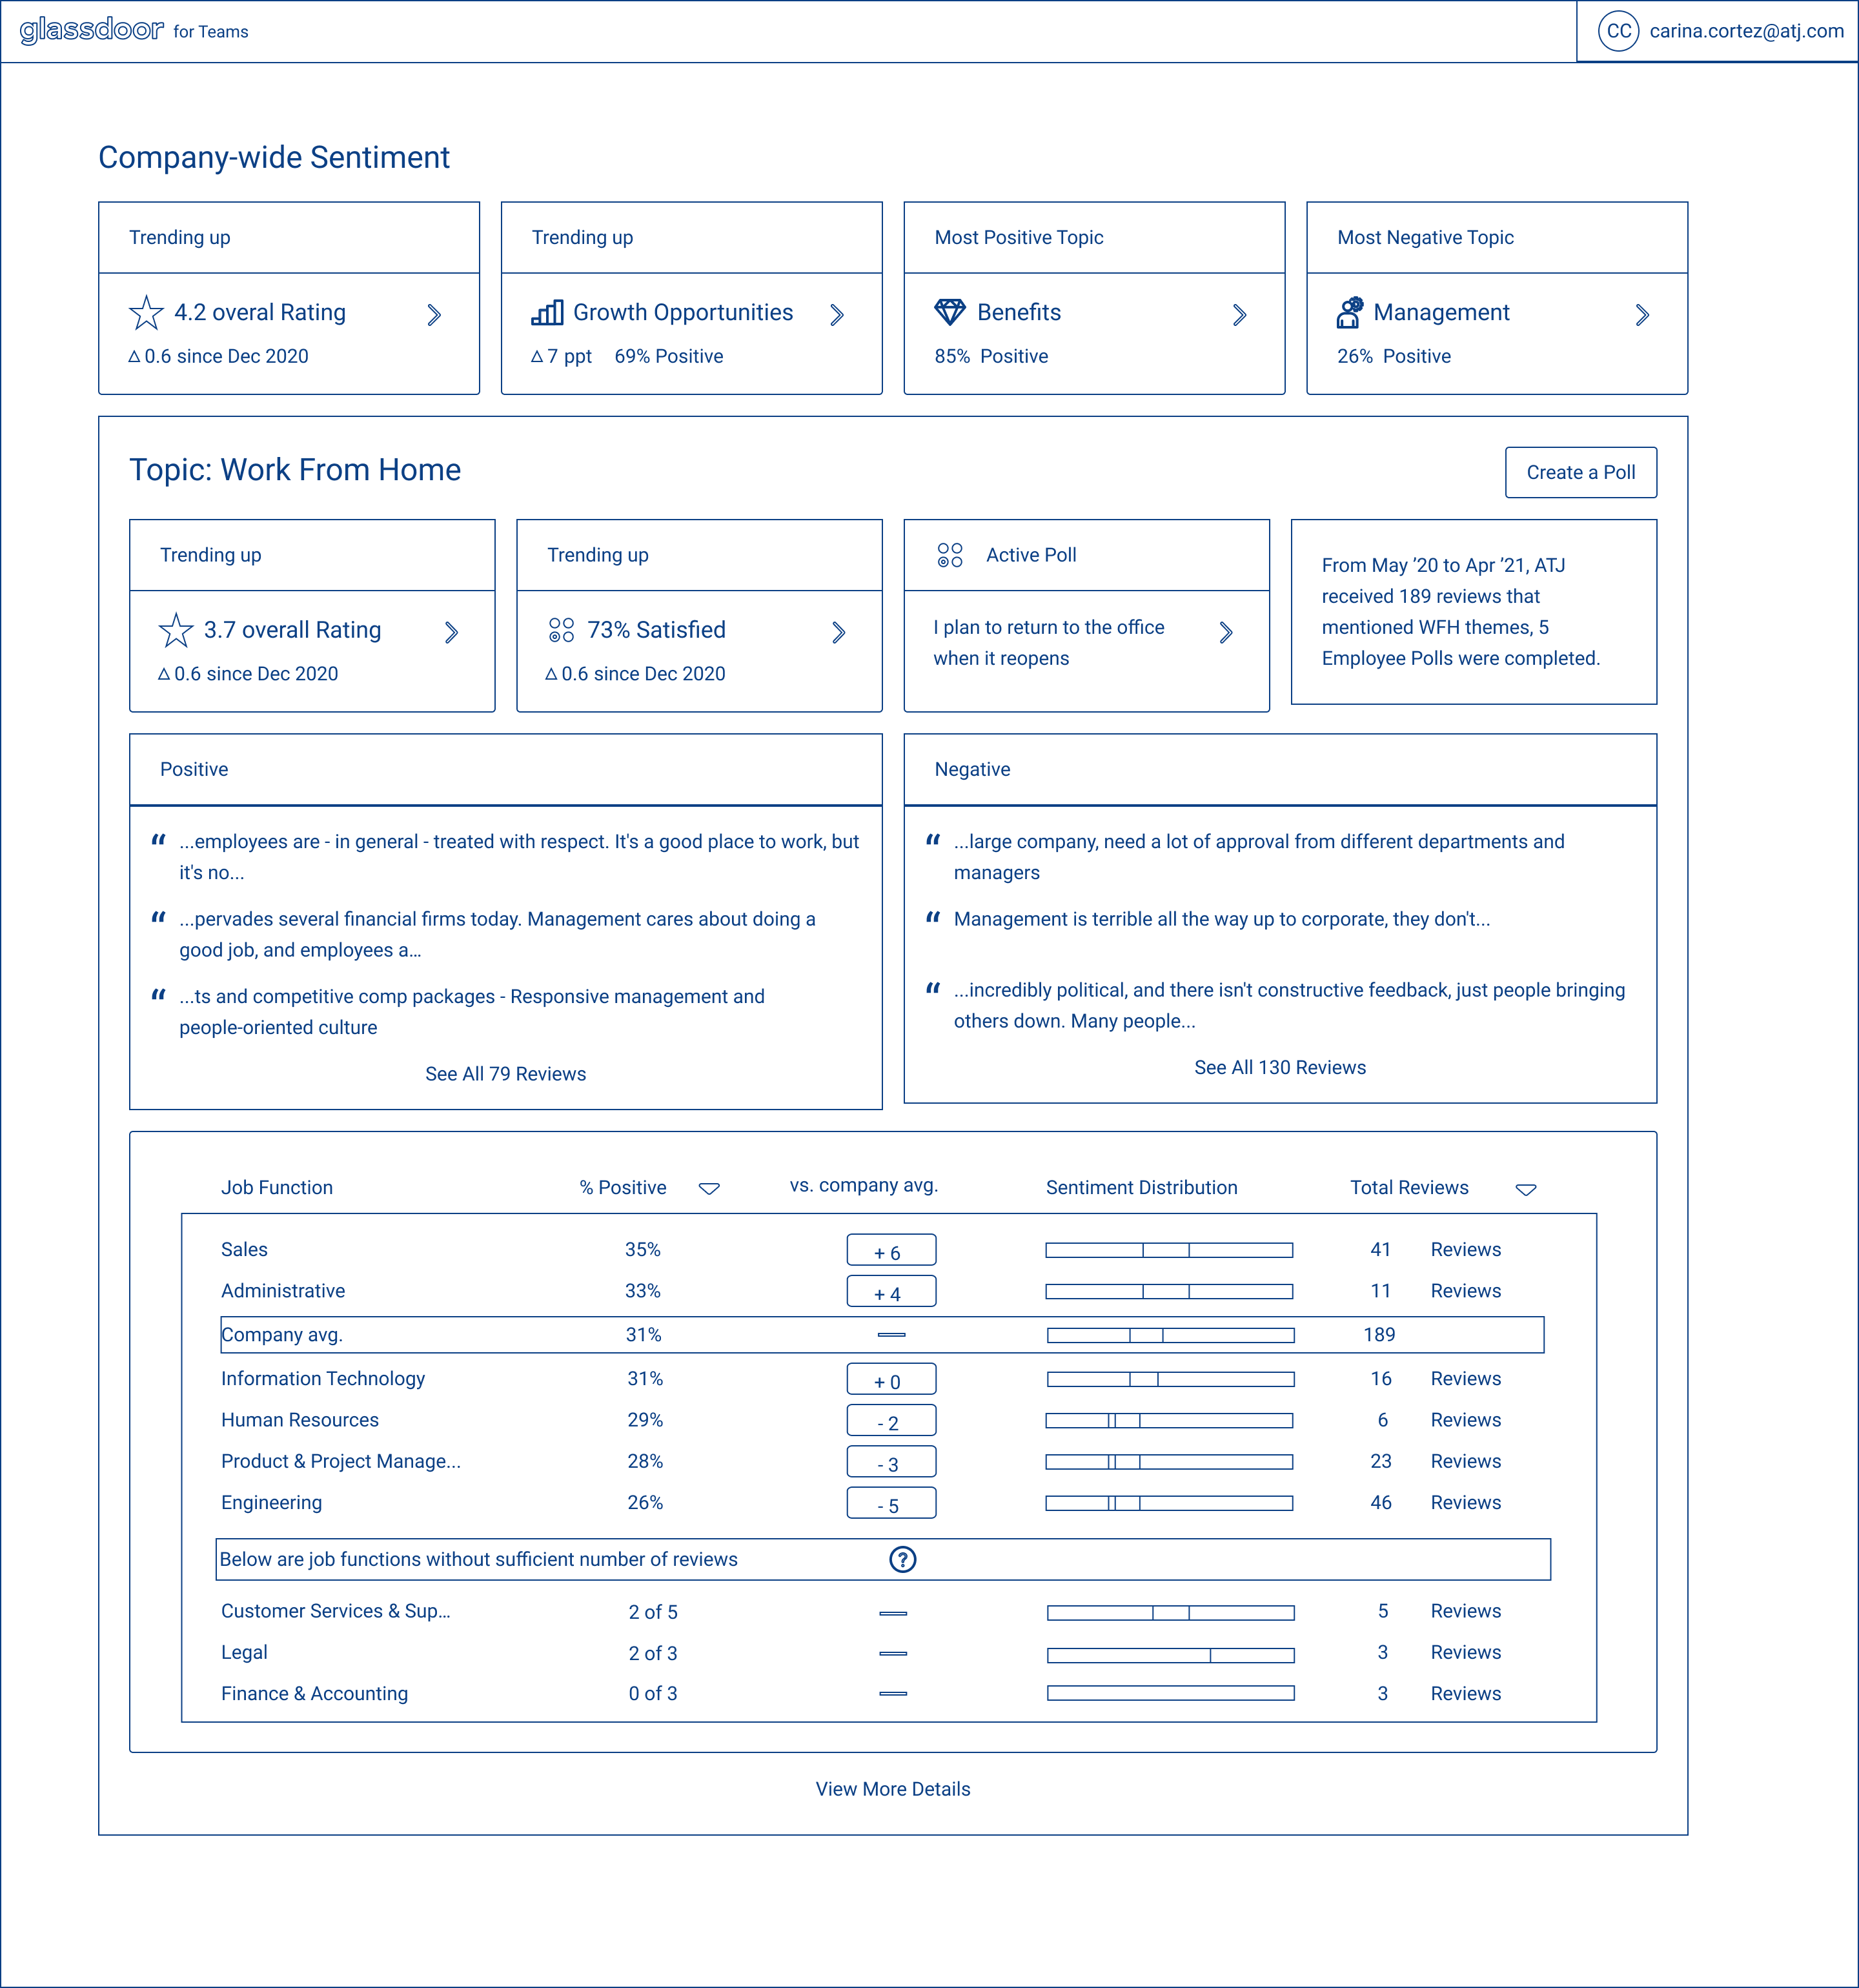 glassdoor for Teams
CC carina.cortez@atj.com
Company-wide Sentiment
Trending up
4.2 overal Rating
△ 0.6 since Dec 2020
Trending up
Growth Opportunities
△ 7 ppt 69% Positive
Most Positive Topic
Benefits
85% Positive
Most Negative Topic
Management
26% Positive
Topic: Work From Home
Create a Poll
Trending up
3.7 overall Rating
△ 0.6 since Dec 2020
Trending up
73% Satisfied
△ 0.6 since Dec 2020
Active Poll
I plan to return to the office
when it reopens
From May ’20 to Apr ’21, ATJ
received 189 reviews that
mentioned WFH themes, 5
Employee Polls were completed.
Positive
“ ...employees are - in general - treated with respect. It's a good place to work, but
it's no...
“ ...pervades several financial firms today. Management cares about doing a
good job, and employees a...
“ ...ts and competitive comp packages - Responsive management and
people-oriented culture
See All 79 Reviews
Negative
“ ...large company, need a lot of approval from different departments and
managers
“ Management is terrible all the way up to corporate, they don't...
“ ...incredibly political, and there isn't constructive feedback, just people bringing
others down. Many people...
See All 130 Reviews
Job Function % Positive vs. company avg. Sentiment Distribution Total Reviews
Sales 35% + 6 41 Reviews
Administrative 33% + 4 11 Reviews
Company avg. 31% 189
Information Technology 31% + 0 16 Reviews
Human Resources 29% - 2 6 Reviews
Product & Project Manage... 28% - 3 23 Reviews
Engineering 26% - 5 46 Reviews
Below are job functions without sufficient number of reviews ?
Customer Services & Sup... 2 of 5 5 Reviews
Legal 2 of 3 3 Reviews
Finance & Accounting 0 of 3 3 Reviews
View More Details